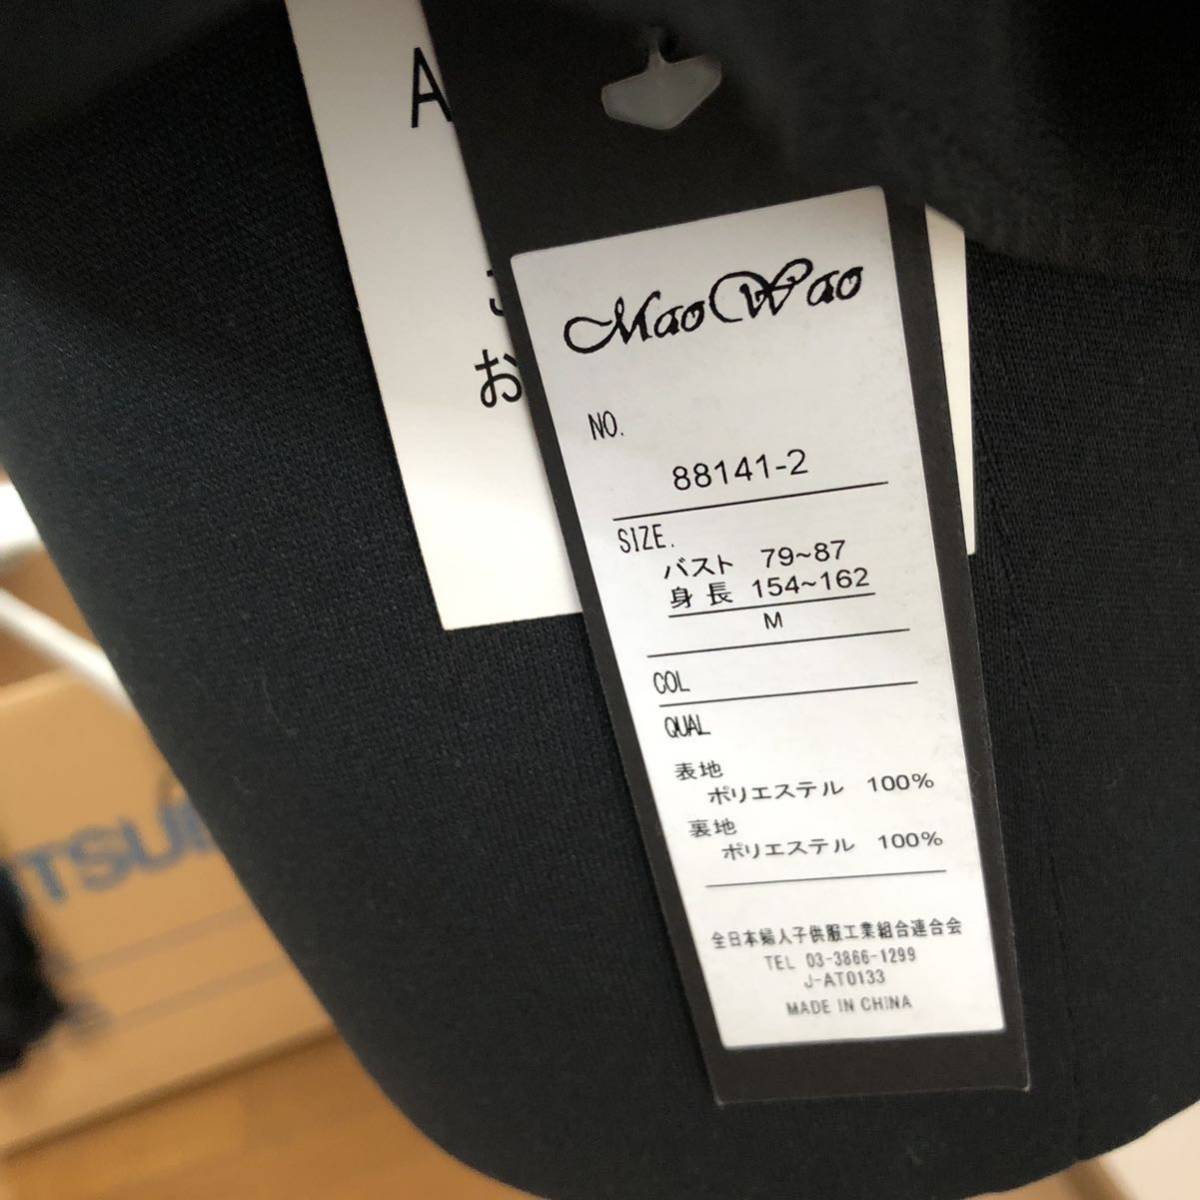 A
お
Mao Wao
NO.
88141-2
SIZE.
バスト 79~87
身長 154~162
M
COL
QUAL
表地
ポリエステル 100%
裏地
ポリエステル 100%
全日本婦人子供服工業組合連合会
TEL 03-3866-1299
J-AT0133
MADE IN CHINA
TSU